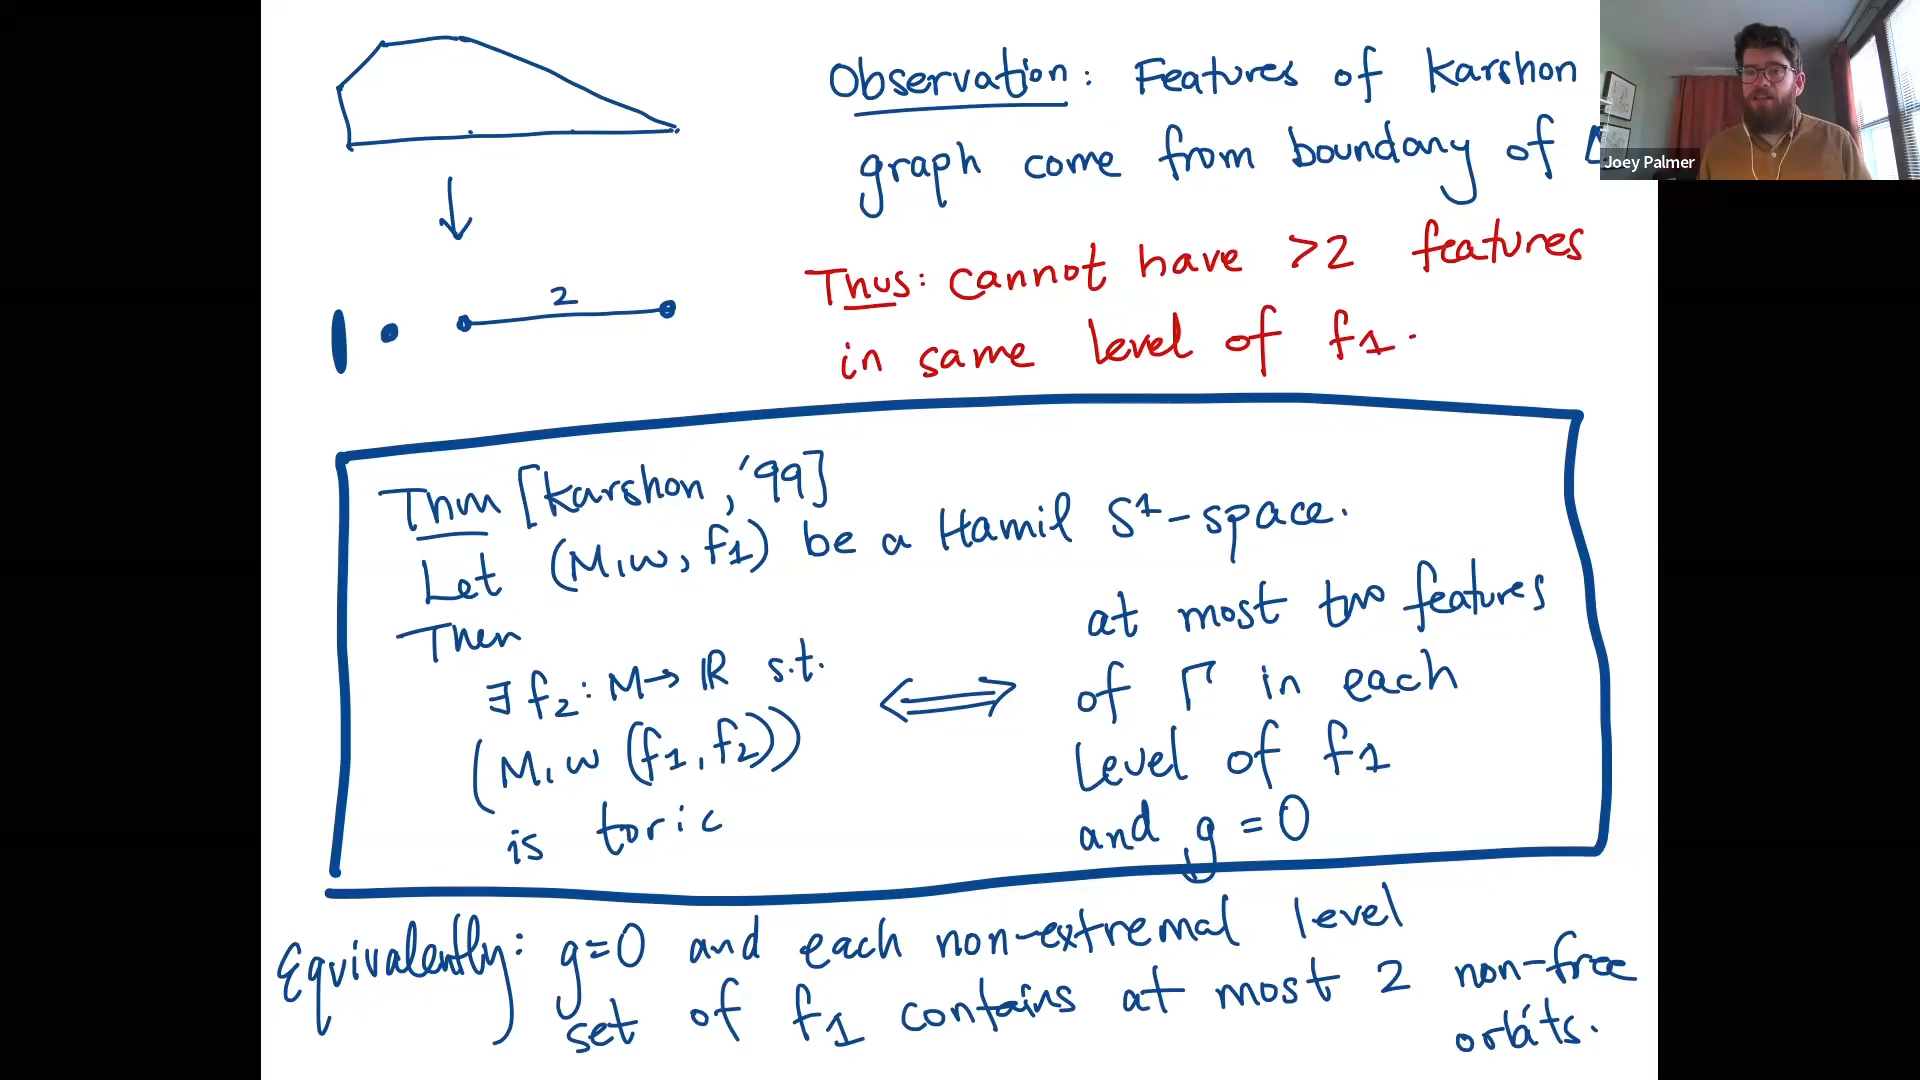 Observation: Features of Karshon
graph come from boundary of
Joey Palmer
Thus: cannot have >2 features
in same level of f₁.
2
Thm [Karshon, '99]
Let (M,ω, f₁) be a Hamil S¹-space.
Then
∃ f₂: M→ℝ s.t.
(M, ω (f₁, f₂))
is toric
⟺
at most two features
of Γ in each
level of f₁
and g = 0
Equivalently: g=0 and each non-extremal level
set of f₁ contains at most 2 non-free
orbits.